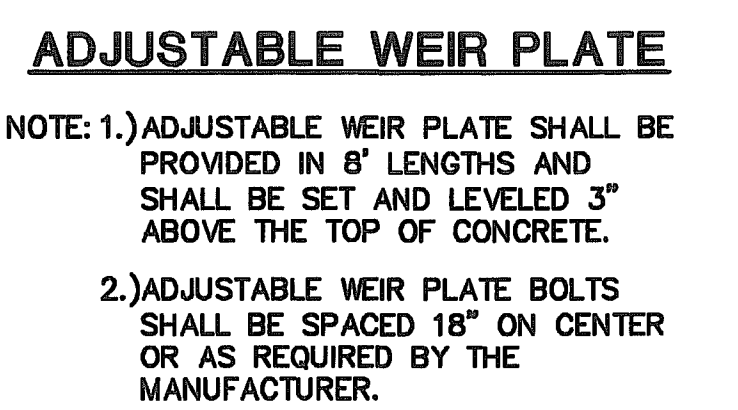 ADJUSTABLE WEIR PLATE
NOTE: 1.) ADJUSTABLE WEIR PLATE SHALL BE
PROVIDED IN 8' LENGTHS AND
SHALL BE SET AND LEVELED 3"
ABOVE THE TOP OF CONCRETE.
2.) ADJUSTABLE WEIR PLATE BOLTS
SHALL BE SPACED 18" ON CENTER
OR AS REQUIRED BY THE
MANUFACTURER.